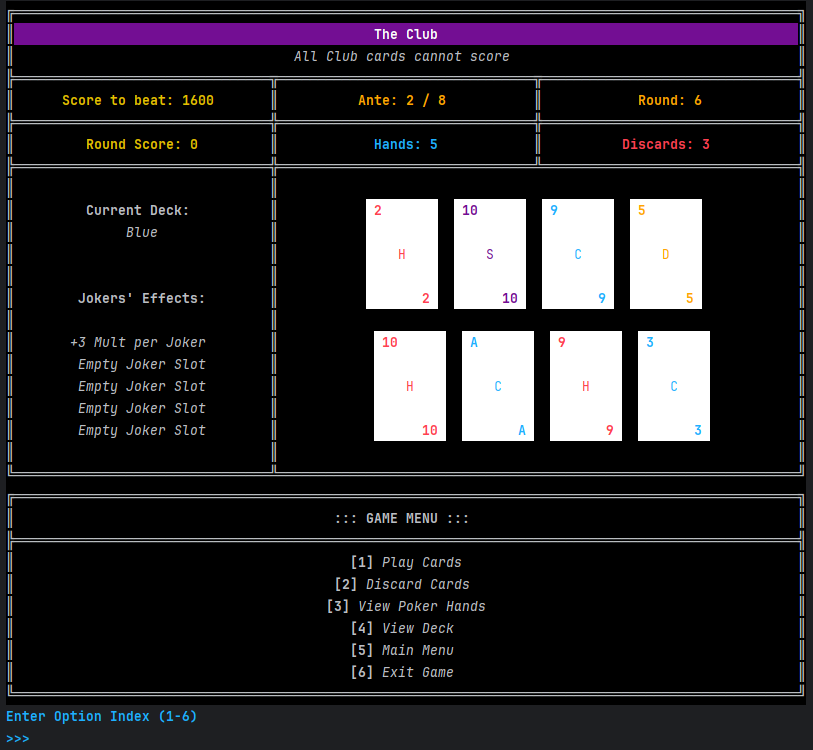 The Club
All Club cards cannot score
Score to beat: 1600 Ante: 2 / 8 Round: 6
Round Score: 0 Hands: 5 Discards: 3
Current Deck:
Blue
Jokers' Effects:
+3 Mult per Joker
Empty Joker Slot
Empty Joker Slot
Empty Joker Slot
Empty Joker Slot
2 10 9 5
H S C D
2 10 9 5
10 A 9 3
H C H C
10 A 9 3
::: GAME MENU :::
[1] Play Cards
[2] Discard Cards
[3] View Poker Hands
[4] View Deck
[5] Main Menu
[6] Exit Game
Enter Option Index (1-6)
>>>